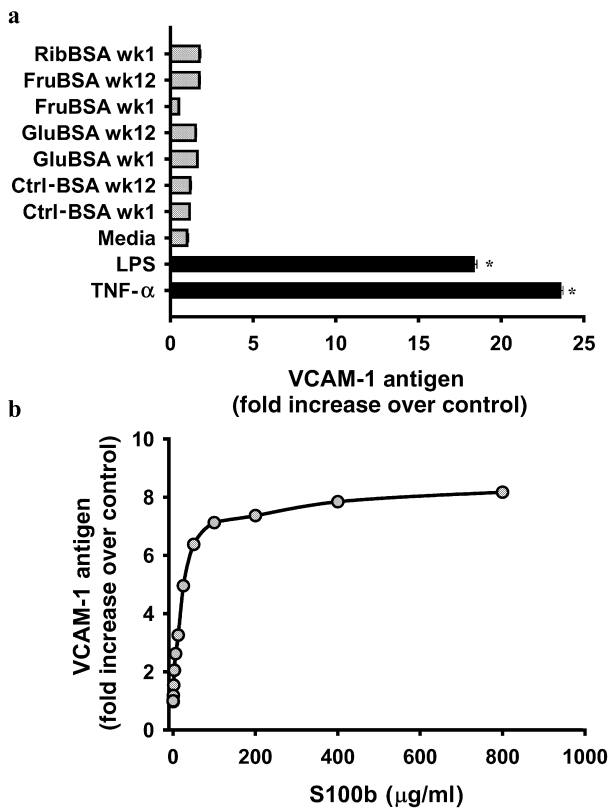 a
RibBSA wk1
FruBSA wk12
FruBSA wk1
GluBSA wk12
GluBSA wk1
Ctrl-BSA wk12
Ctrl-BSA wk1
Media
LPS
*
TNF-α
*
0 5 10 15 20 25
VCAM-1 antigen
(fold increase over control)
b
VCAM-1 antigen
(fold increase over control)
10
8
6
4
2
0
0 200 400 600 800 1000
S100b (μg/ml)